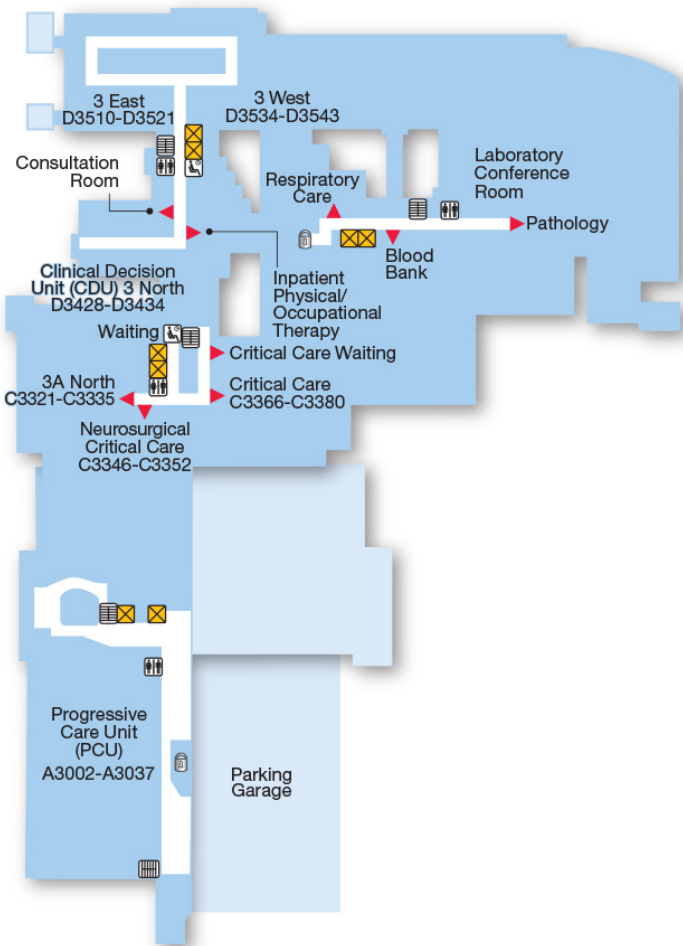 3 East
D3510-D3521
3 West
D3534-D3543
Consultation
Room
Respiratory
Care
Laboratory
Conference
Room
Pathology
Blood
Bank
Clinical Decision
Unit (CDU) 3 North
D3428-D3434
Inpatient
Physical/
Occupational
Therapy
Waiting
Critical Care Waiting
3A North
C3321-C3335
Critical Care
C3366-C3380
Neurosurgical
Critical Care
C3346-C3352
Progressive
Care Unit
(PCU)
A3002-A3037
Parking
Garage